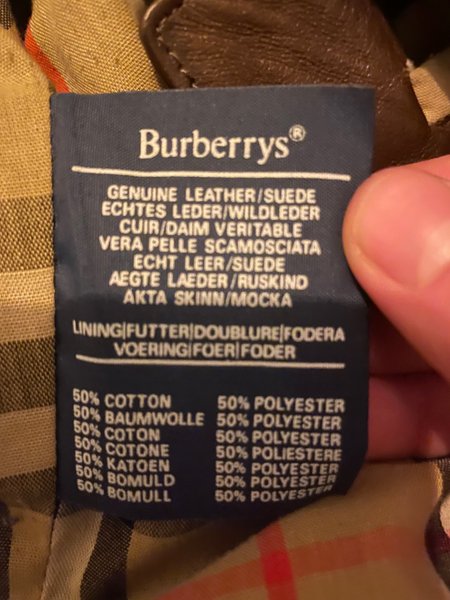 Burberrys®
GENUINE LEATHER/SUEDE
ECHTES LEDER/WILDLEDER
CUIR/DAIM VERITABLE
VERA PELLE SCAMOSCIATA
ECHT LEER/SUEDE
AEGTE LAEDER/RUSKIND
AKTA SKINN/MOCKA
LINING|FUTTER|DOUBLURE|FODERA
VOERING|FOER|FODER
50% COTTON 50% POLYESTER
50% BAUMWOLLE 50% POLYESTER
50% COTON 50% POLYESTER
50% COTONE 50% POLIESTERE
50% KATOEN 50% POLYESTER
50% BOMULD 50% POLYESTER
50% BOMULL 50% POLYESTER